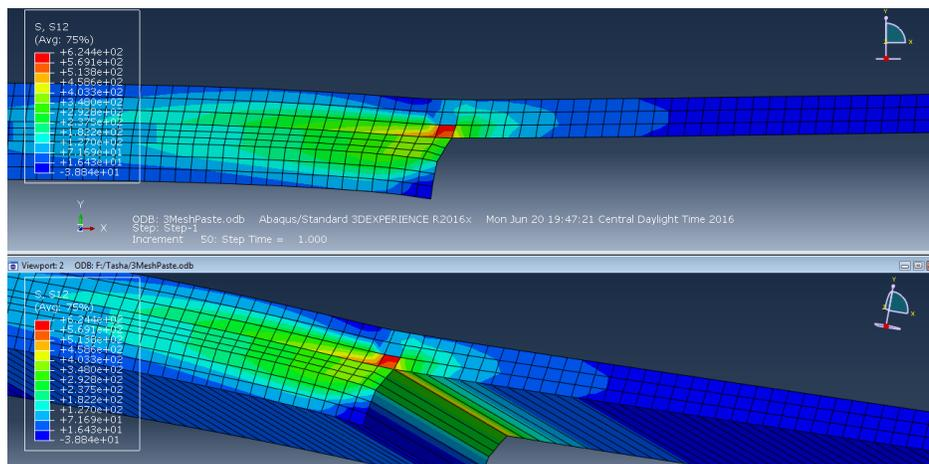 S, S12
(Avg: 75%)
+6.244e+02
+5.691e+02
+5.138e+02
+4.586e+02
+4.033e+02
+3.480e+02
+2.928e+02
+2.375e+02
+1.822e+02
+1.270e+02
+7.169e+01
+1.643e+01
-3.884e+01
Y
X
Y
X
ODB: 3MeshPaste.odb Abaqus/Standard 3DEXPERIENCE R2016x Mon Jun 20 19:47:21 Central Daylight Time 2016
Step: Step-1
Increment 50: Step Time = 1.000
Viewport: 2 ODB: F:/Tasha/3MeshPaste.odb
S, S12
(Avg: 75%)
+6.244e+02
+5.691e+02
+5.138e+02
+4.586e+02
+4.033e+02
+3.480e+02
+2.928e+02
+2.375e+02
+1.822e+02
+1.270e+02
+7.169e+01
+1.643e+01
-3.884e+01
Y
X